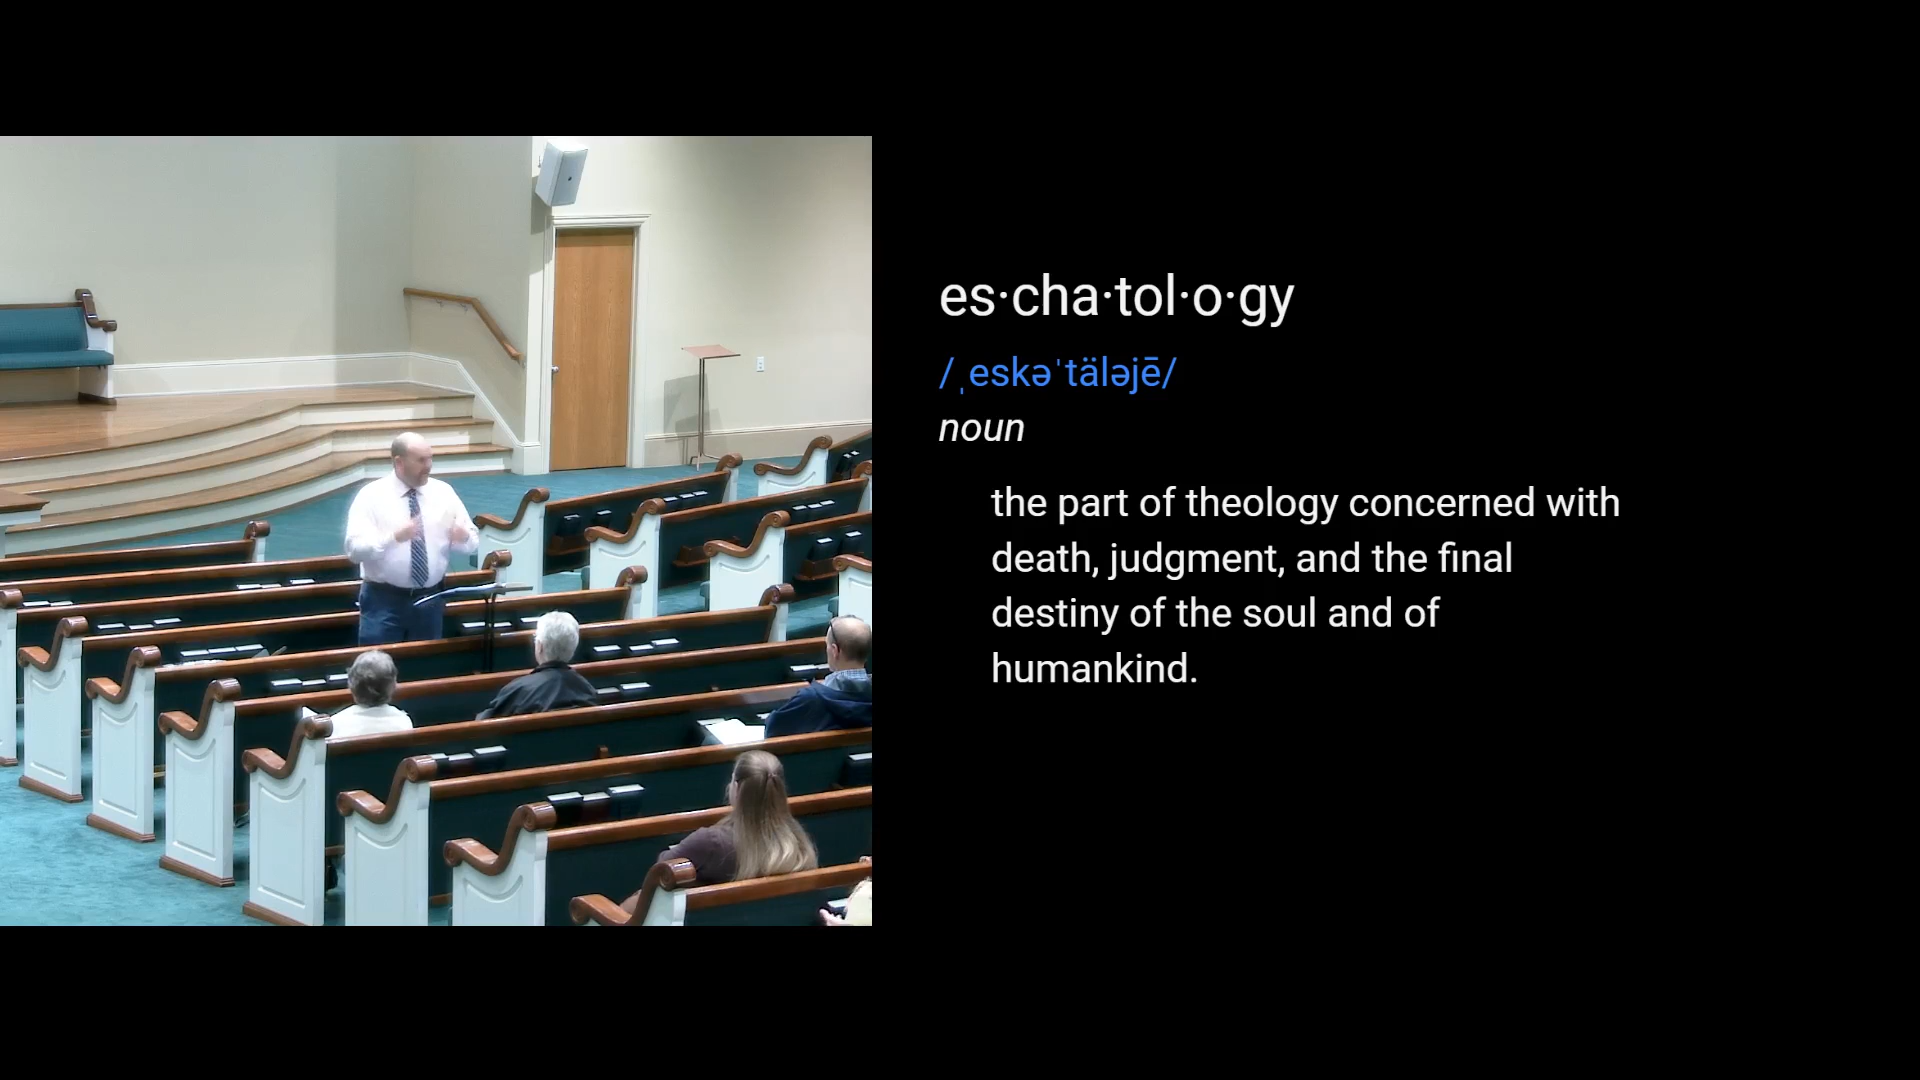 es·cha·tol·o·gy
/ˌeskəˈtäləjē/
noun
the part of theology concerned with
death, judgment, and the final
destiny of the soul and of
humankind.